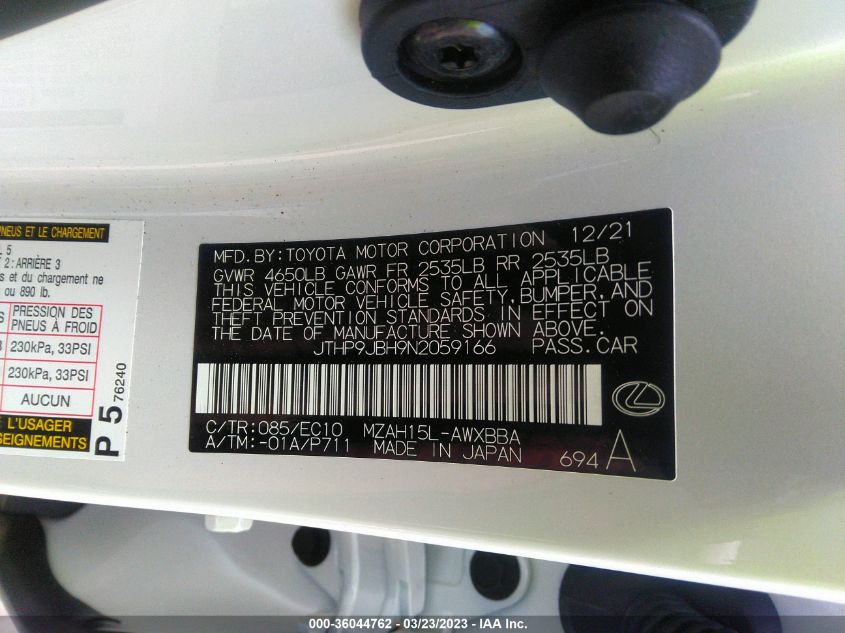 PNEUS ET LE CHARGEMENT
5
2 : ARRIÈRE 3
et du chargement ne
ou 890 lb.
PRESSION DES
PNEUS À FROID
230kPa, 33PSI
230kPa, 33PSI
AUCUN
L'USAGER
ENSEIGNEMENTS
P 5 76240
MFD.BY:TOYOTA MOTOR CORPORATION 12/21
GVWR 4650LB GAWR FR 2535LB RR 2535LB
THIS VEHICLE CONFORMS TO ALL APPLICABLE
FEDERAL MOTOR VEHICLE SAFETY,BUMPER,AND
THEFT PREVENTION STANDARDS IN EFFECT ON
THE DATE OF MANUFACTURE SHOWN ABOVE.
JTHP9JBH9N2059166 PASS.CAR
C/TR:085/EC10 MZAH15L-AWXBBA
A/TM:-01A/P711 MADE IN JAPAN 694 A
000-36044762 - 03/23/2023 - IAA Inc.